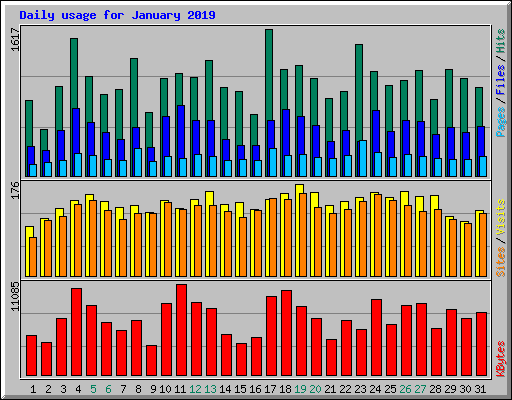 Daily usage for January 2019
1617
Pages / Files / Hits
176
Sites / Visits
11085
KBytes
1 2 3 4 5 6 7 8 9 10 11 12 13 14 15 16 17 18 19 20 21 22 23 24 25 26 27 28 29 30 31